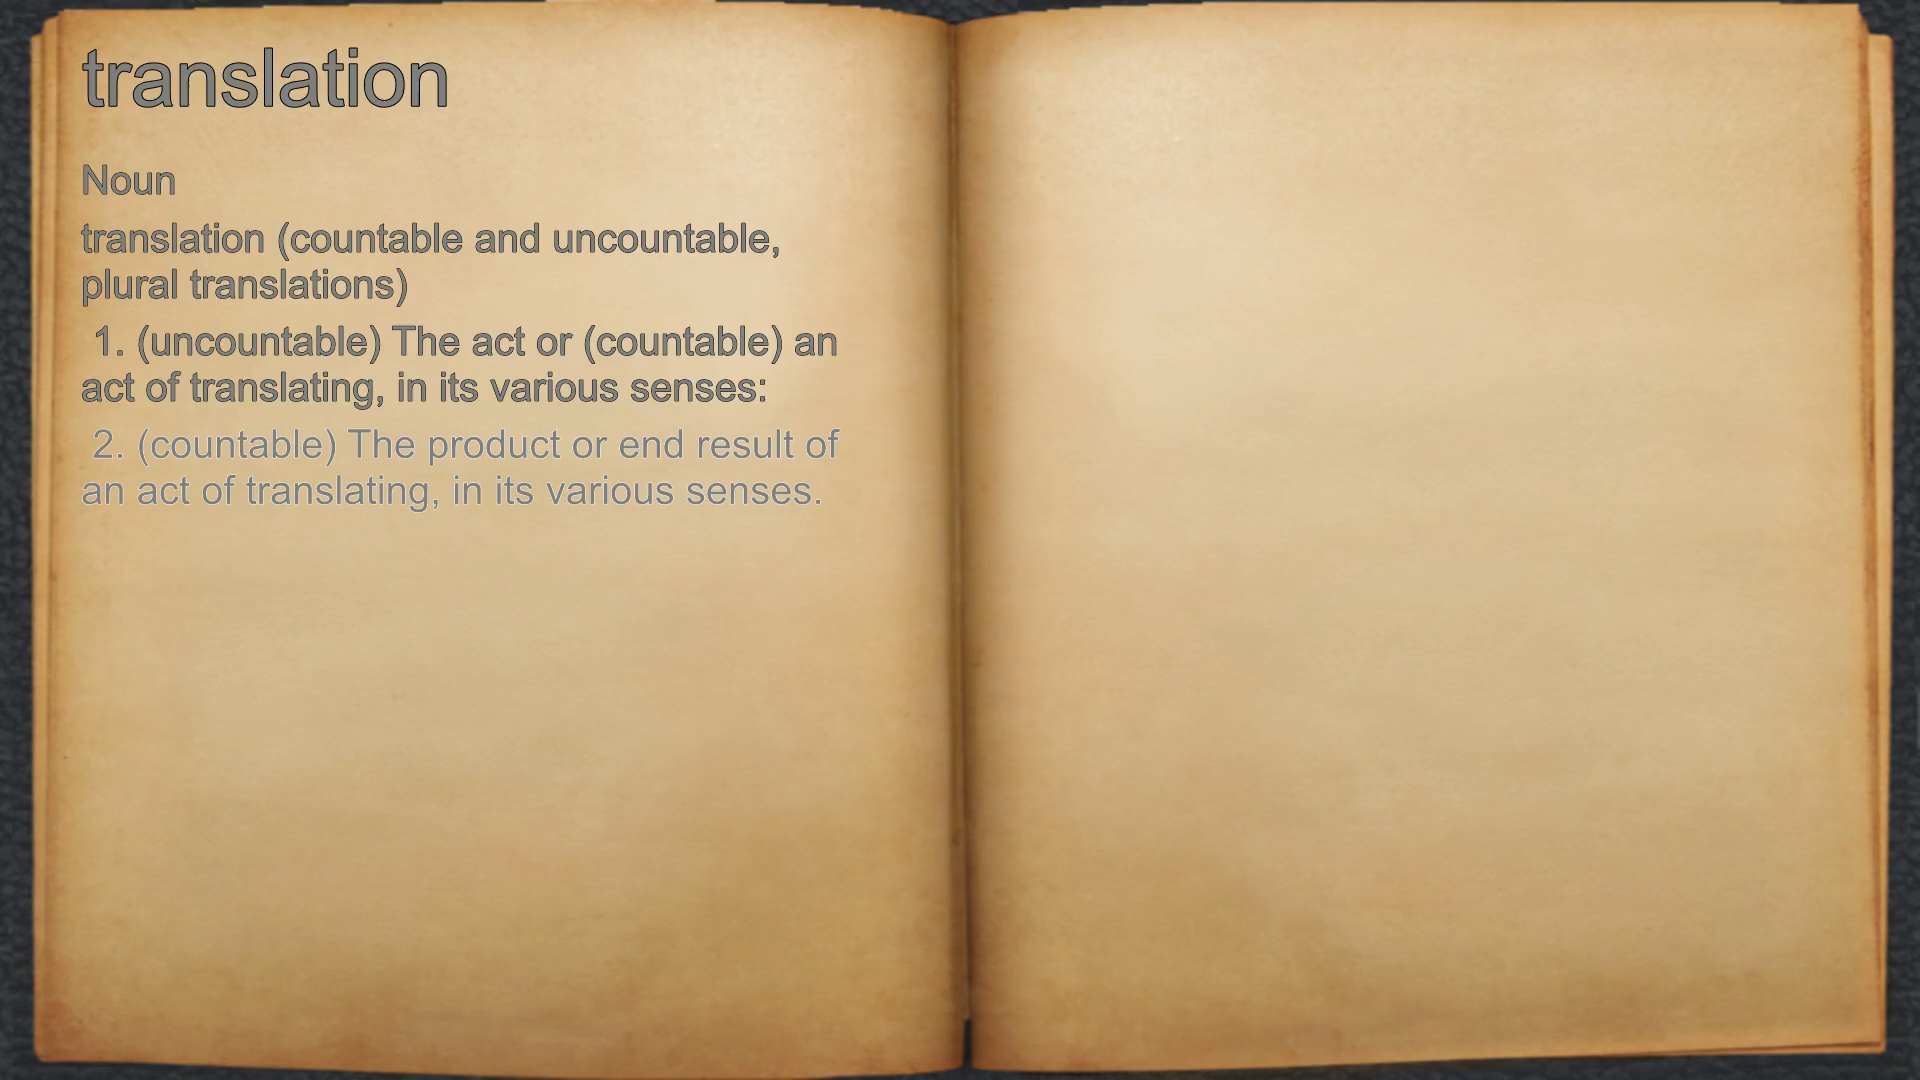 translation
Noun
translation (countable and uncountable,
plural translations)
1. (uncountable) The act or (countable) an
act of translating, in its various senses:
2. (countable) The product or end result of
an act of translating, in its various senses.